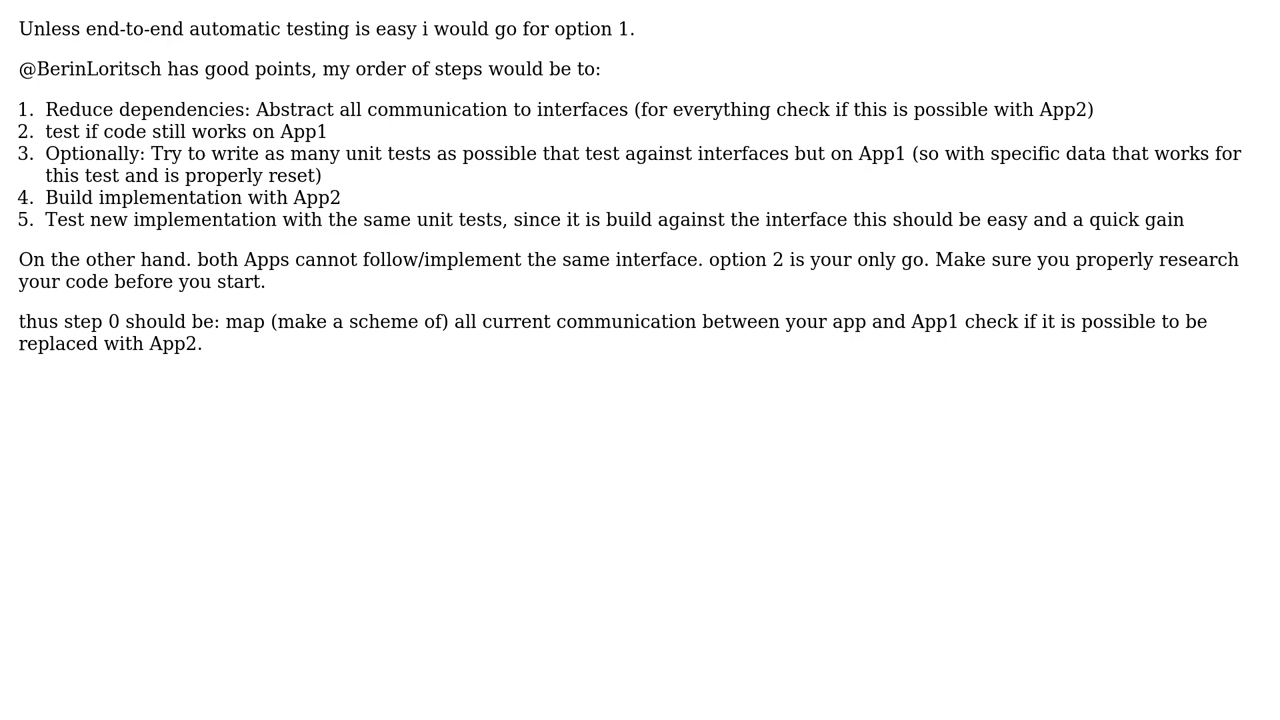 Unless end-to-end automatic testing is easy i would go for option 1.
@BerinLoritsch has good points, my order of steps would be to:
1. Reduce dependencies: Abstract all communication to interfaces (for everything check if this is possible with App2)
2. test if code still works on App1
3. Optionally: Try to write as many unit tests as possible that test against interfaces but on App1 (so with specific data that works for
this test and is properly reset)
4. Build implementation with App2
5. Test new implementation with the same unit tests, since it is build against the interface this should be easy and a quick gain
On the other hand. both Apps cannot follow/implement the same interface. option 2 is your only go. Make sure you properly research
your code before you start.
thus step 0 should be: map (make a scheme of) all current communication between your app and App1 check if it is possible to be
replaced with App2.